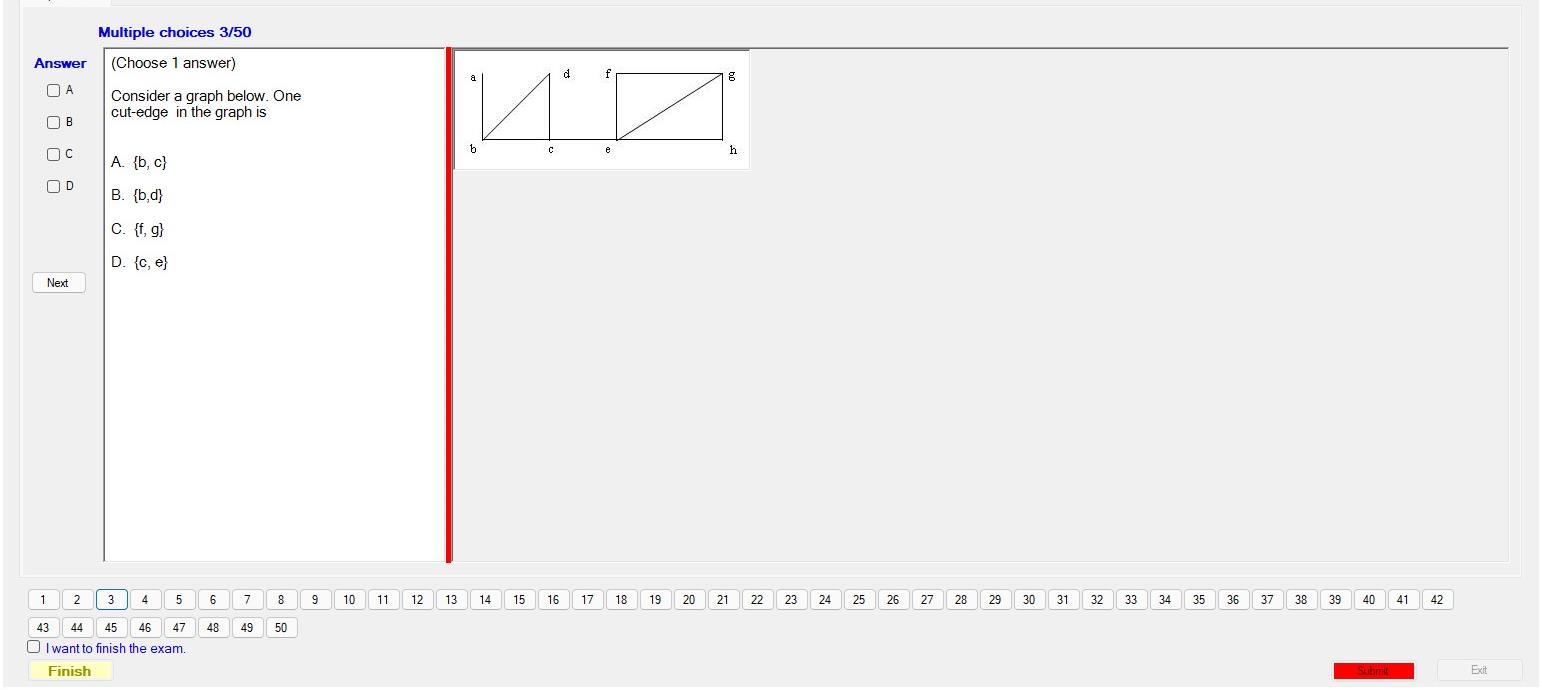 Multiple choices 3/50
Answer
A
B
C
D
Next
(Choose 1 answer)
Consider a graph below. One
cut-edge in the graph is
A. {b, c}
B. {b,d}
C. {f, g}
D. {c, e}
a d f g
b c e h
1 2 3 4 5 6 7 8 9 10 11 12 13 14 15 16 17 18 19 20 21 22 23 24 25 26 27 28 29 30 31 32 33 34 35 36 37 38 39 40 41 42
43 44 45 46 47 48 49 50
I want to finish the exam.
Finish Submit Exit